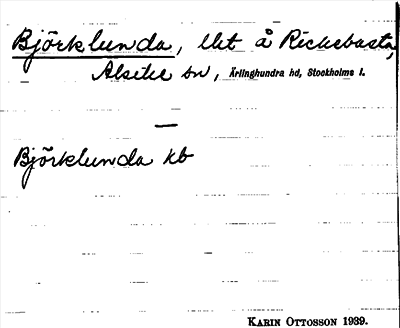 Björklunda, lht å Rickebasta,
Alsike sn, Ärlinghundra hd, Stockholms l.
—
Björklunda kb
KARIN OTTOSSON 1939.